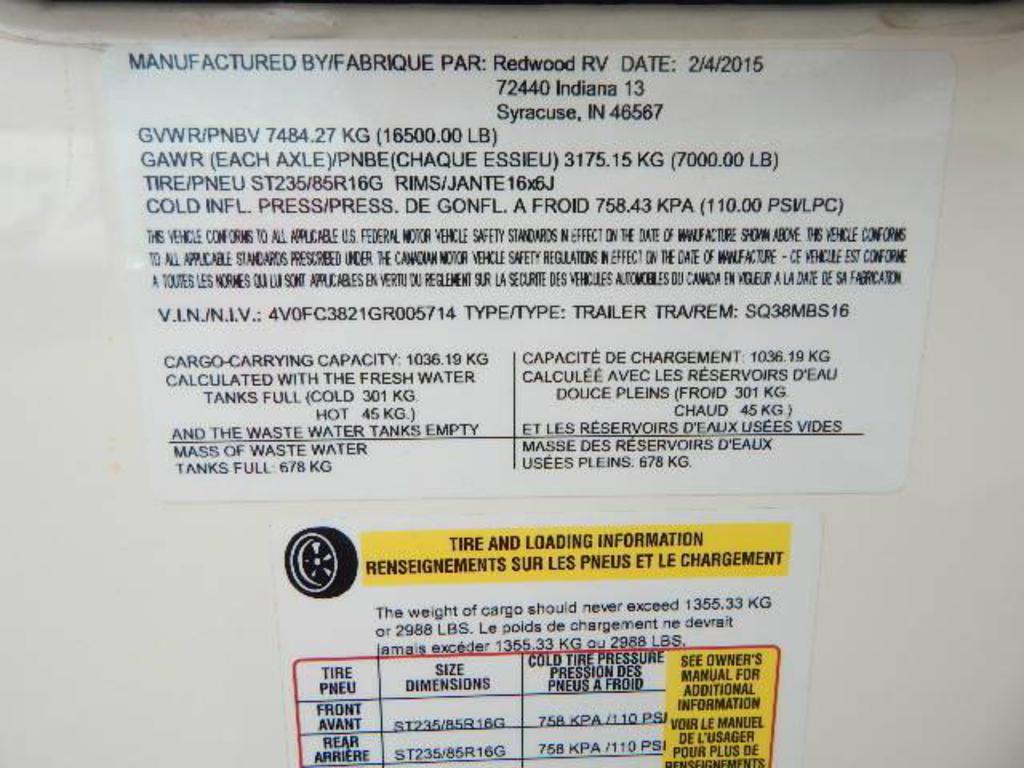 MANUFACTURED BY/FABRIQUE PAR: Redwood RV DATE: 2/4/2015
72440 Indiana 13
Syracuse, IN 46567
GVWR/PNBV 7484.27 KG (16500.00 LB)
GAWR (EACH AXLE)/PNBE(CHAQUE ESSIEU) 3175.15 KG (7000.00 LB)
TIRE/PNEU ST235/85R16G RIMS/JANTE 16x6J
COLD INFL. PRESS/PRESS. DE GONFL. A FROID 758.43 KPA (110.00 PSI/LPC)
THIS VEHICLE CONFORMS TO ALL APPLICABLE U.S. FEDERAL MOTOR VEHICLE SAFETY STANDARDS IN EFFECT ON THE DATE OF MANUFACTURE SHOWN ABOVE. THIS VEHICLE CONFORMS
TO ALL APPLICABLE STANDARDS PRESCRIBED UNDER THE CANADIAN MOTOR VEHICLE SAFETY REGULATIONS IN EFFECT ON THE DATE OF MANUFACTURE - CE VEHICULE EST CONFORME
A TOUTES LES NORMES QUI LUI SONT APPLICABLES EN VERTU DU REGLEMENT SUR LA SECURITE DES VEHICULES AUTOMOBILES DU CANADA EN VIGUEUR A LA DATE DE SA FABRICATION.
V.I.N./N.I.V.: 4V0FC3821GR005714 TYPE/TYPE: TRAILER TRA/REM: SQ38MBS16
CARGO-CARRYING CAPACITY: 1036.19 KG
CALCULATED WITH THE FRESH WATER
TANKS FULL (COLD 301 KG.
HOT 45 KG.)
AND THE WASTE WATER TANKS EMPTY
MASS OF WASTE WATER
TANKS FULL: 678 KG
CAPACITÉ DE CHARGEMENT: 1036.19 KG
CALCULÉE AVEC LES RÉSERVOIRS D'EAU
DOUCE PLEINS (FROID 301 KG.
CHAUD 45 KG.)
ET LES RÉSERVOIRS D'EAUX USÉES VIDES
MASSE DES RÉSERVOIRS D'EAUX
USÉES PLEINS: 678 KG.
TIRE AND LOADING INFORMATION
RENSEIGNEMENTS SUR LES PNEUS ET LE CHARGEMENT
The weight of cargo should never exceed 1355.33 KG
or 2988 LBS. Le poids de chargement ne devrait
jamais excéder 1355.33 KG ou 2988 LBS.
TIRE
PNEU
SIZE
DIMENSIONS
COLD TIRE PRESSURE
PRESSION DES
PNEUS A FROID
FRONT
AVANT
ST235/85R16G
758 KPA /110 PSI
REAR
ARRIÈRE
ST235/85R16G
758 KPA /110 PSI
SEE OWNER'S
MANUAL FOR
ADDITIONAL
INFORMATION
VOIR LE MANUEL
DE L'USAGER
POUR PLUS DE
RENSEIGNEMENTS